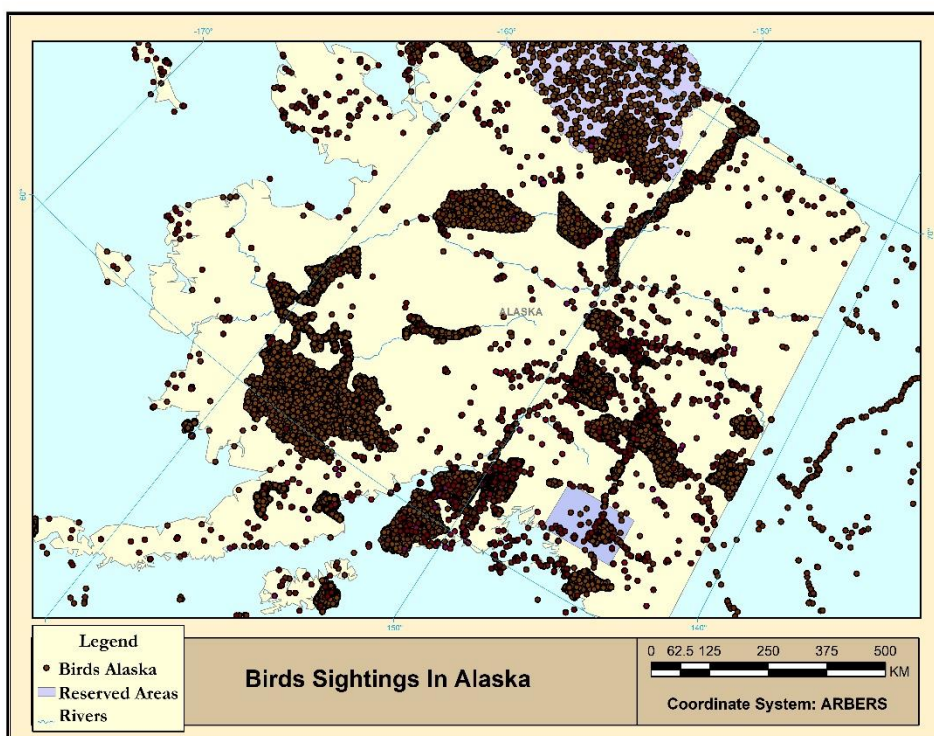 -170°
-160°
-150°
60°
70°
ALASKA
150°
140°
Legend
Birds Alaska
Reserved Areas
Rivers
Birds Sightings In Alaska
0 62.5 125 250 375 500
KM
Coordinate System: ARBERS